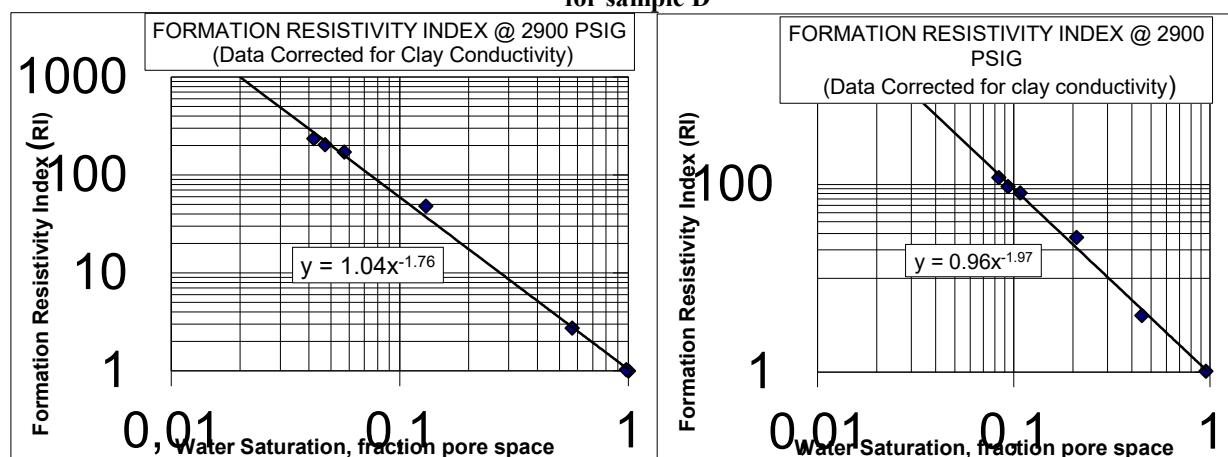 for sample D
FORMATION RESISTIVITY INDEX @ 2900 PSIG
(Data Corrected for Clay Conductivity)
Formation Resistivity Index (RI)
1000
100
10
1
y = 1.04x-1.76
0,01
0.1
1
Water Saturation, fraction pore space
FORMATION RESISTIVITY INDEX @ 2900
PSIG
(Data Corrected for clay conductivity)
Formation Resistivity Index (RI)
100
1
y = 0.96x-1.97
0.01
0.1
1
Water Saturation, fraction pore space